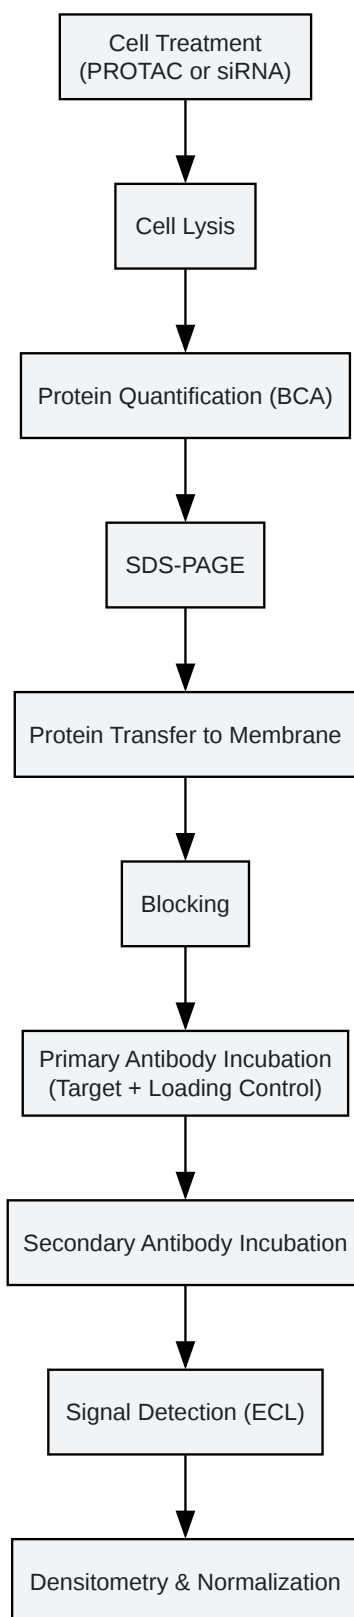 Cell Treatment
(PROTAC or siRNA)
Cell Lysis
Protein Quantification (BCA)
SDS-PAGE
Protein Transfer to Membrane
Blocking
Primary Antibody Incubation
(Target + Loading Control)
Secondary Antibody Incubation
Signal Detection (ECL)
Densitometry & Normalization